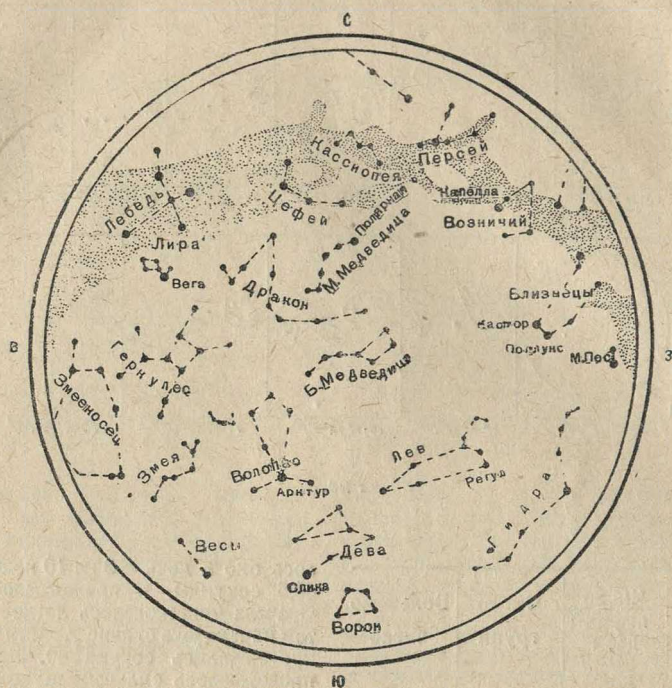 С
Кассиопея
Персей
Лебедь
Цефей
Полярная
Капелла
Возничий
Лира
М. Медведица
Вега
Дракон
Близнецы
Кастор
Поллукс
В
Геркулес
Б. Медведица
М. Пес
З
Змееносец
Змея
Волопас
Лев
Арктур
Регул
Гидра
Весы
Дева
Спика
Ворон
Ю